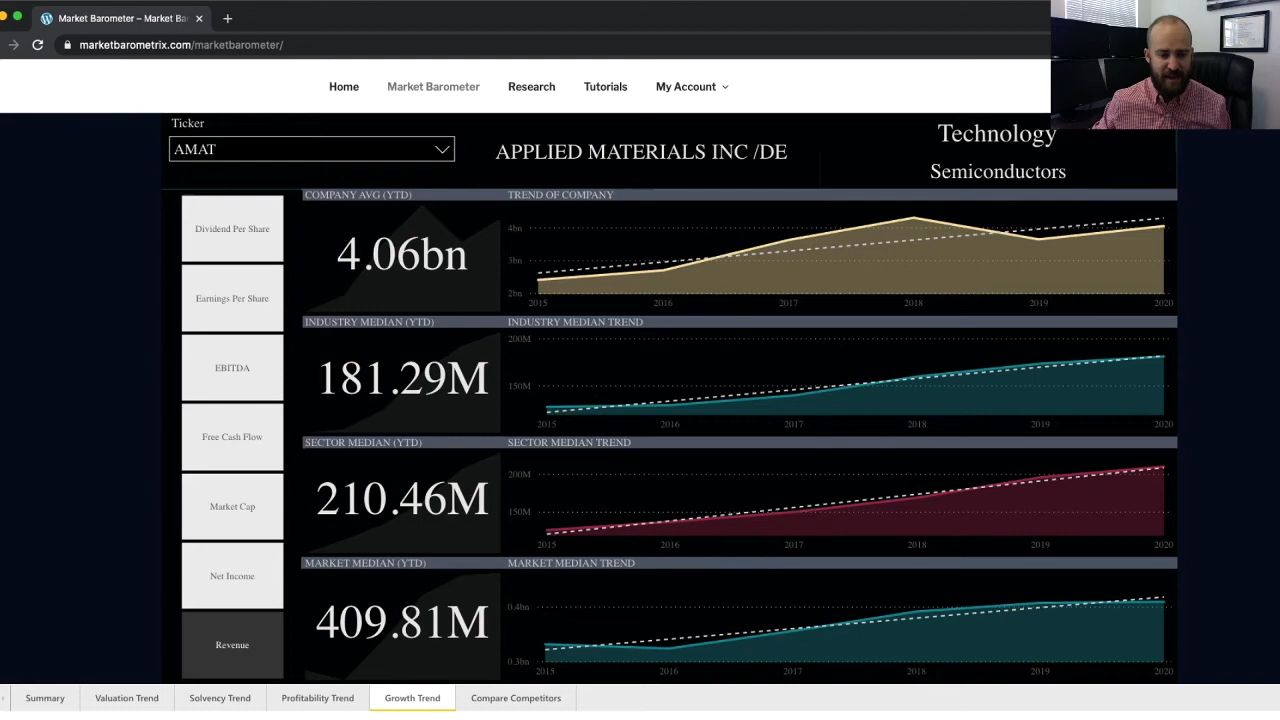 Market Barometer – Market Ba
marketbarometrix.com/marketbarometer/
Home
Market Barometer
Research
Tutorials
My Account
Ticker
AMAT
APPLIED MATERIALS INC /DE
Technology
Semiconductors
Dividend Per Share
Earnings Per Share
EBITDA
Free Cash Flow
Market Cap
Net Income
Revenue
COMPANY AVG (YTD)
4.06bn
TREND OF COMPANY
4bn
3bn
2bn
2015 2016 2017 2018 2019 2020
INDUSTRY MEDIAN (YTD)
181.29M
INDUSTRY MEDIAN TREND
200M
150M
2015 2016 2017 2018 2019 2020
SECTOR MEDIAN (YTD)
210.46M
SECTOR MEDIAN TREND
200M
150M
2015 2016 2017 2018 2019 2020
MARKET MEDIAN (YTD)
409.81M
MARKET MEDIAN TREND
0.4bn
0.3bn
2015 2016 2017 2018 2019 2020
Summary
Valuation Trend
Solvency Trend
Profitability Trend
Growth Trend
Compare Competitors